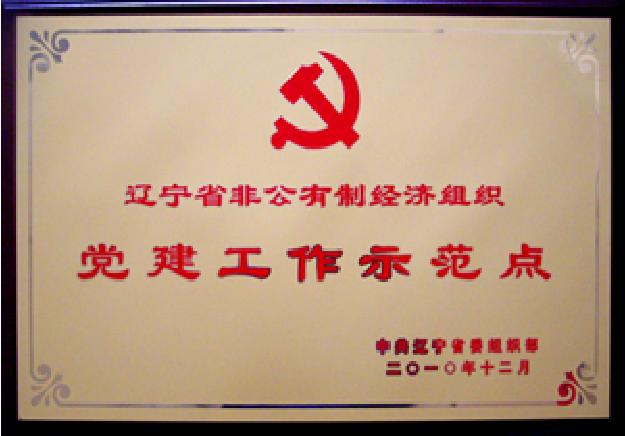 辽宁省非公有制经济组织
党建工作示范点
中共辽宁省委组织部
二〇一〇年十二月